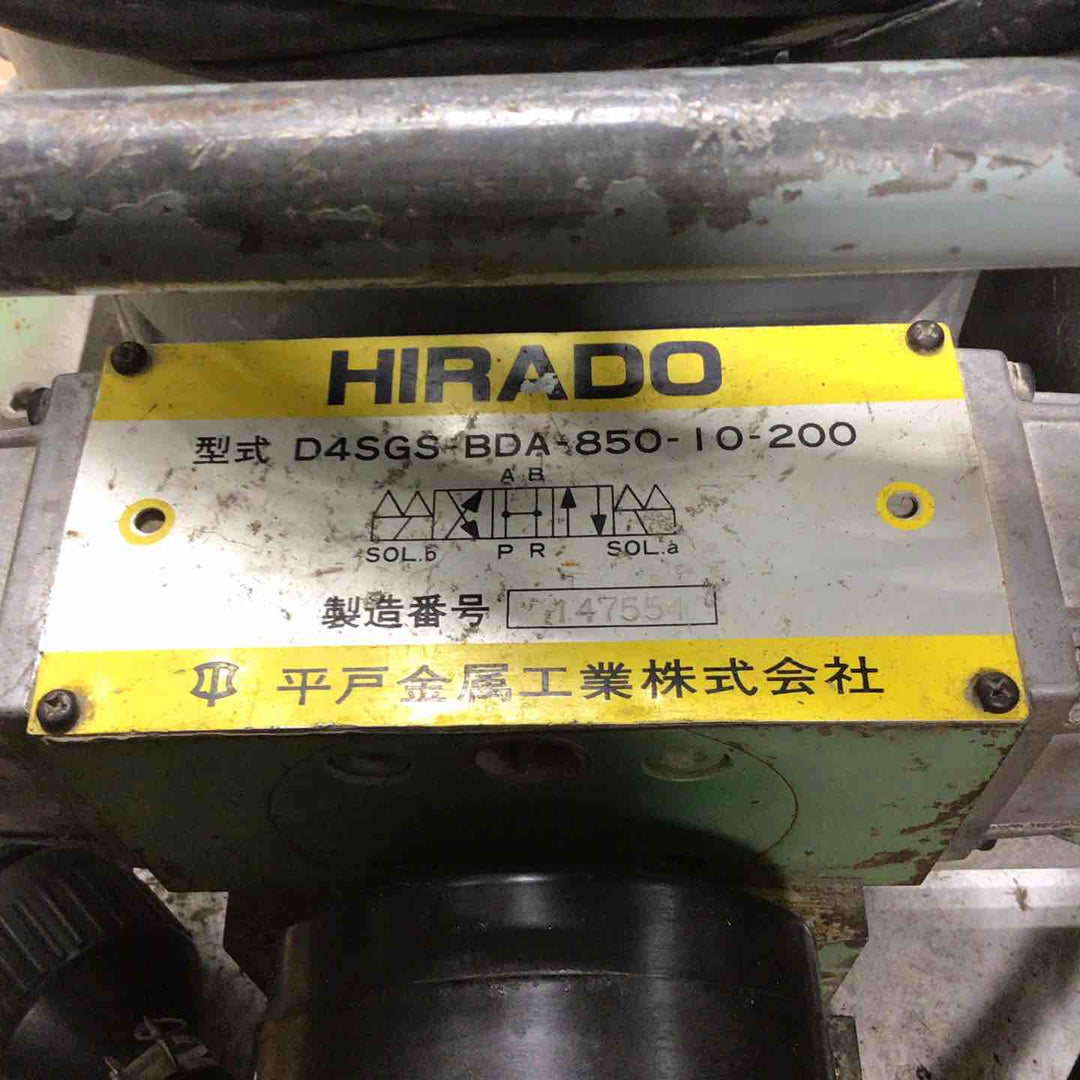 HIRADO
型式 D4SGS-BDA-850-10-200
A B
SOL.b P R SOL.a
製造番号 147554
平戸金属工業株式会社